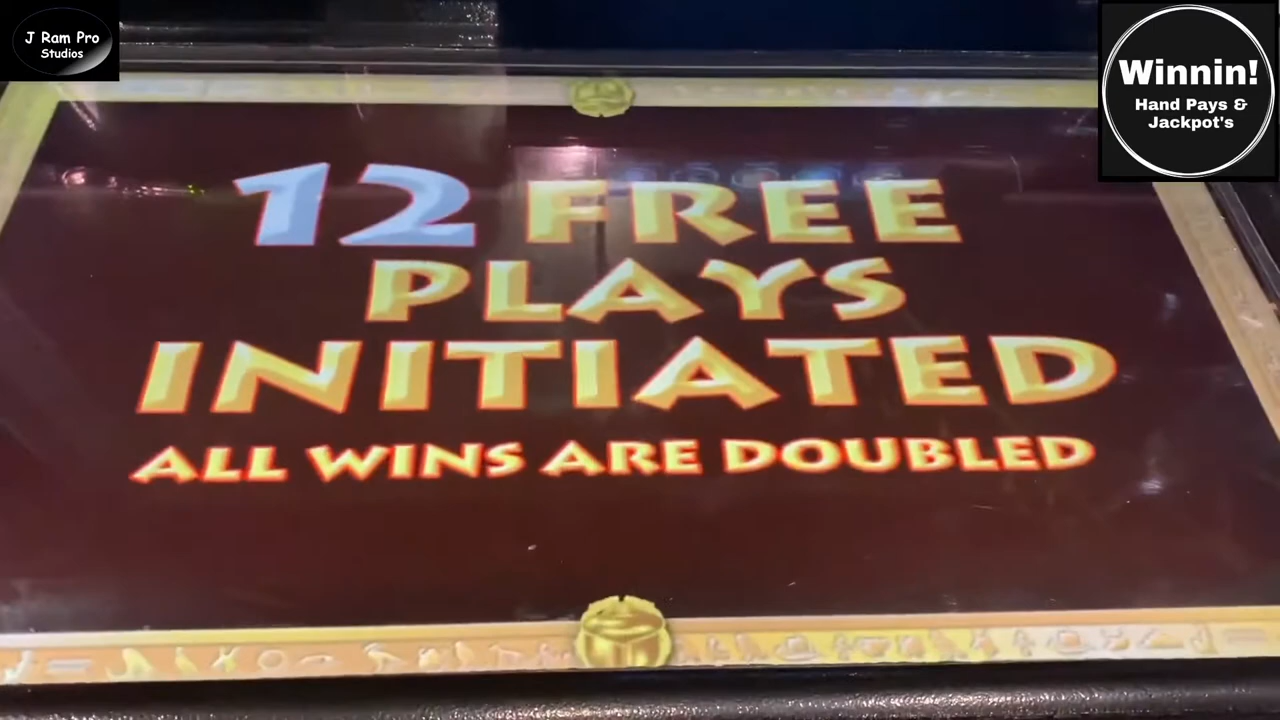 J Ram Pro
Studios
Winnin!
Hand Pays &
Jackpot's
12 FREE
PLAYS
INITIATED
ALL WINS ARE DOUBLED